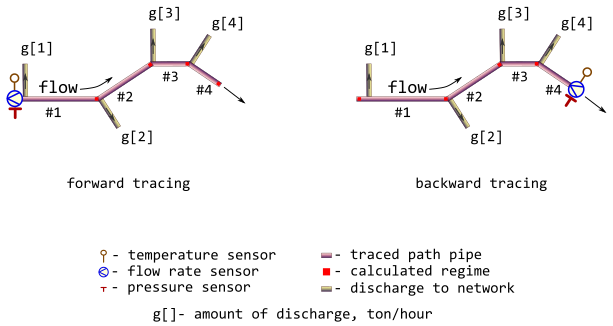 g[1]
flow
#1
#2
g[2]
g[3]
#3
g[4]
#4
forward tracing
g[1]
flow
#1
#2
g[2]
g[3]
#3
g[4]
#4
backward tracing
- temperature sensor
- flow rate sensor
- pressure sensor
- traced path pipe
- calculated regime
- discharge to network
g[]- amount of discharge, ton/hour